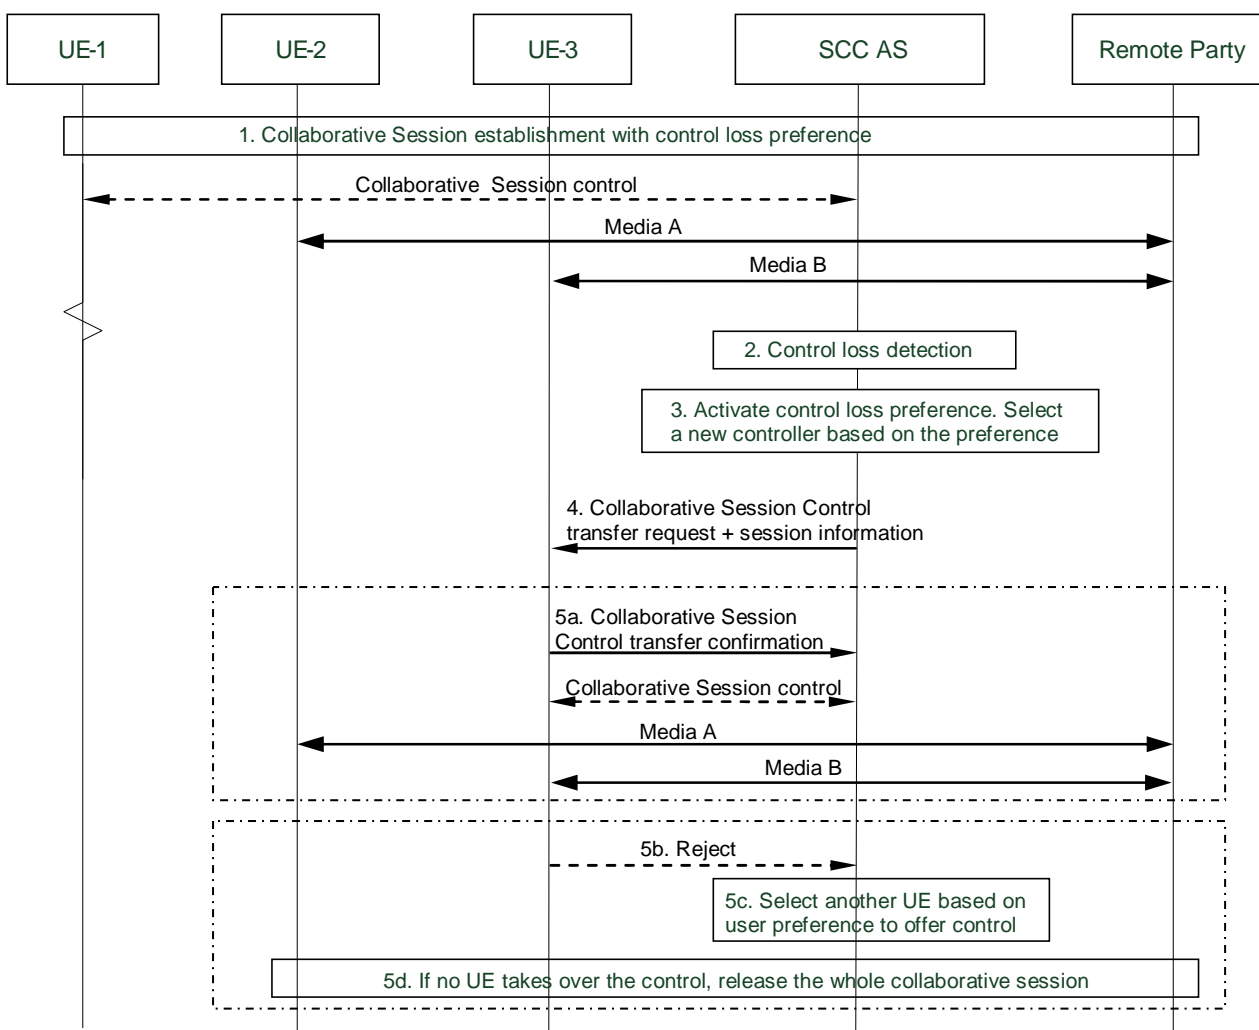 UE-1
UE-2
UE-3
SCC AS
Remote Party
1. Collaborative Session establishment with control loss preference
Collaborative Session control
Media A
Media B
2. Control loss detection
3. Activate control loss preference. Select
a new controller based on the preference
4. Collaborative Session Control
transfer request + session information
5a. Collaborative Session
Control transfer confirmation
Collaborative Session control
Media A
Media B
5b. Reject
5c. Select another UE based on
user preference to offer control
5d. If no UE takes over the control, release the whole collaborative session